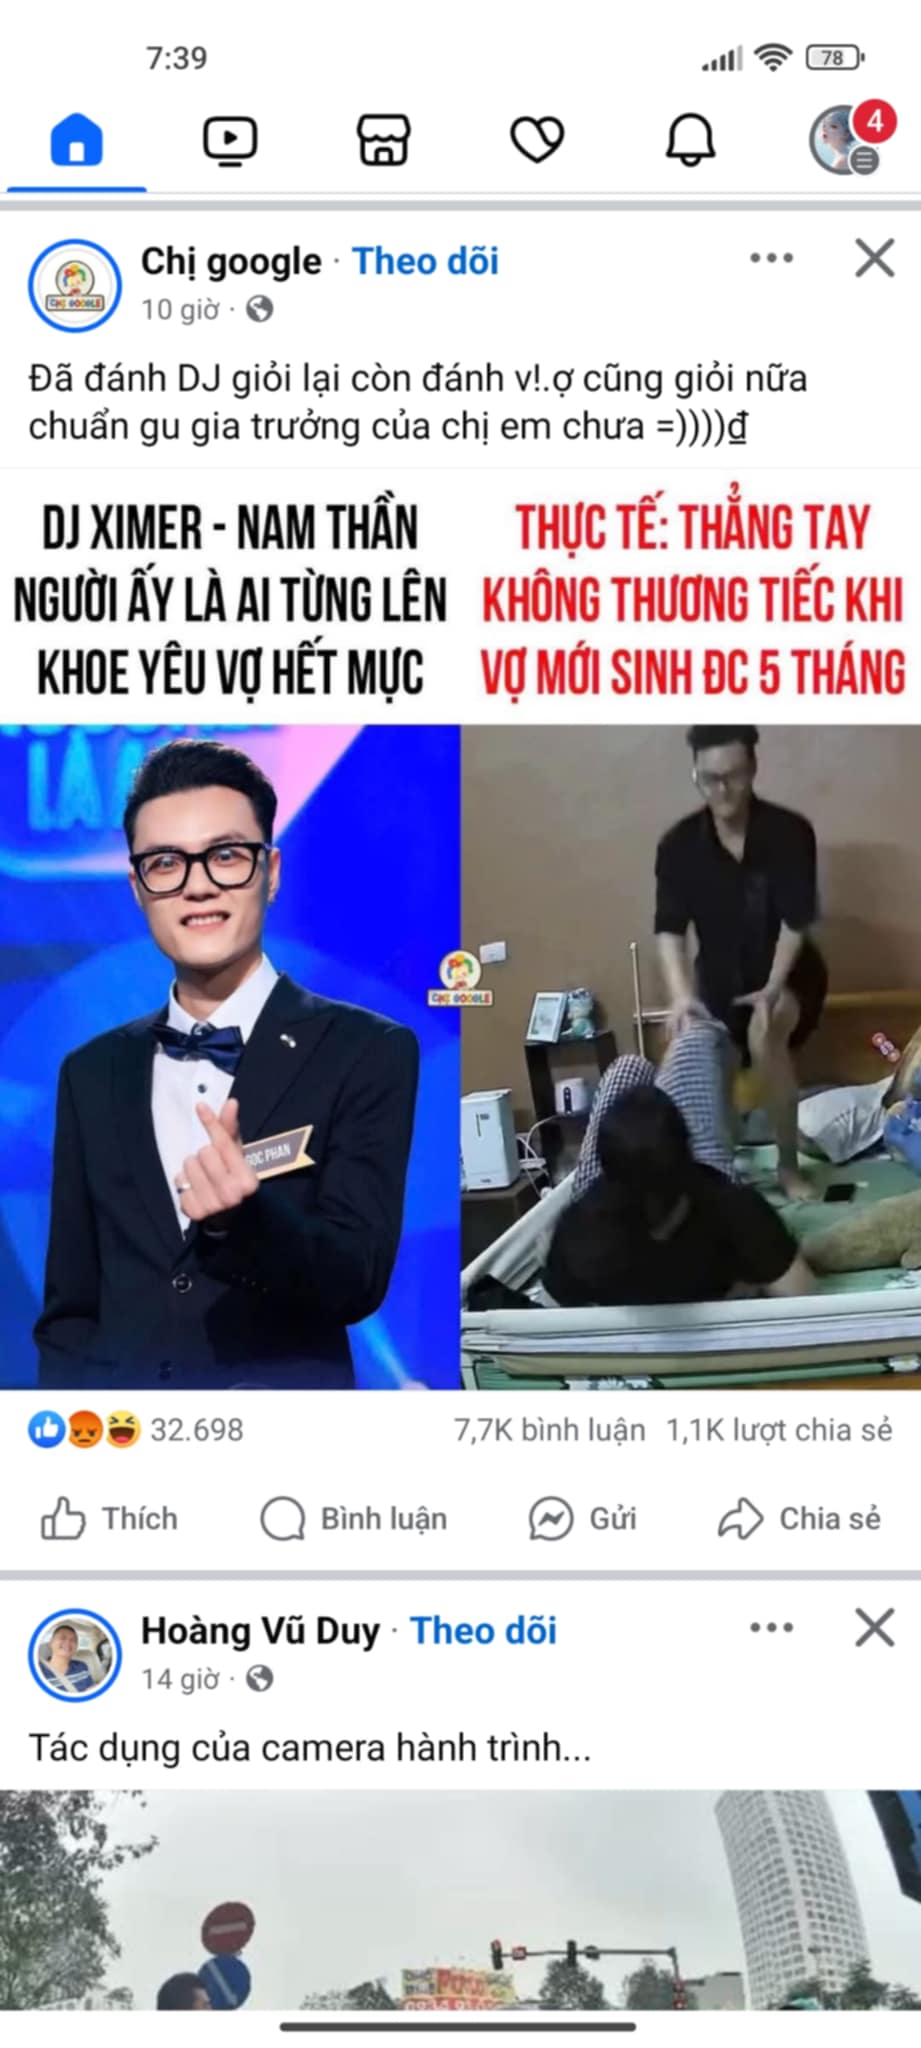 7:39
78
4
Chị google · Theo dõi
10 giờ ·
Đã đánh DJ giỏi lại còn đánh v!.ợ cũng giỏi nữa
chuẩn gu gia trưởng của chị em chưa =))))₫
DJ XIMER - NAM THẦN
NGƯỜI ẤY LÀ AI TỪNG LÊN
KHOE YÊU VỢ HẾT MỰC
THỰC TẾ: THẲNG TAY
KHÔNG THƯƠNG TIẾC KHI
VỢ MỚI SINH ĐC 5 THÁNG
LÀ
CHỊ GOOGLE
PHAN
32.698
7,7K bình luận 1,1K lượt chia sẻ
Thích
Bình luận
Gửi
Chia sẻ
Hoàng Vũ Duy · Theo dõi
14 giờ ·
Tác dụng của camera hành trình...